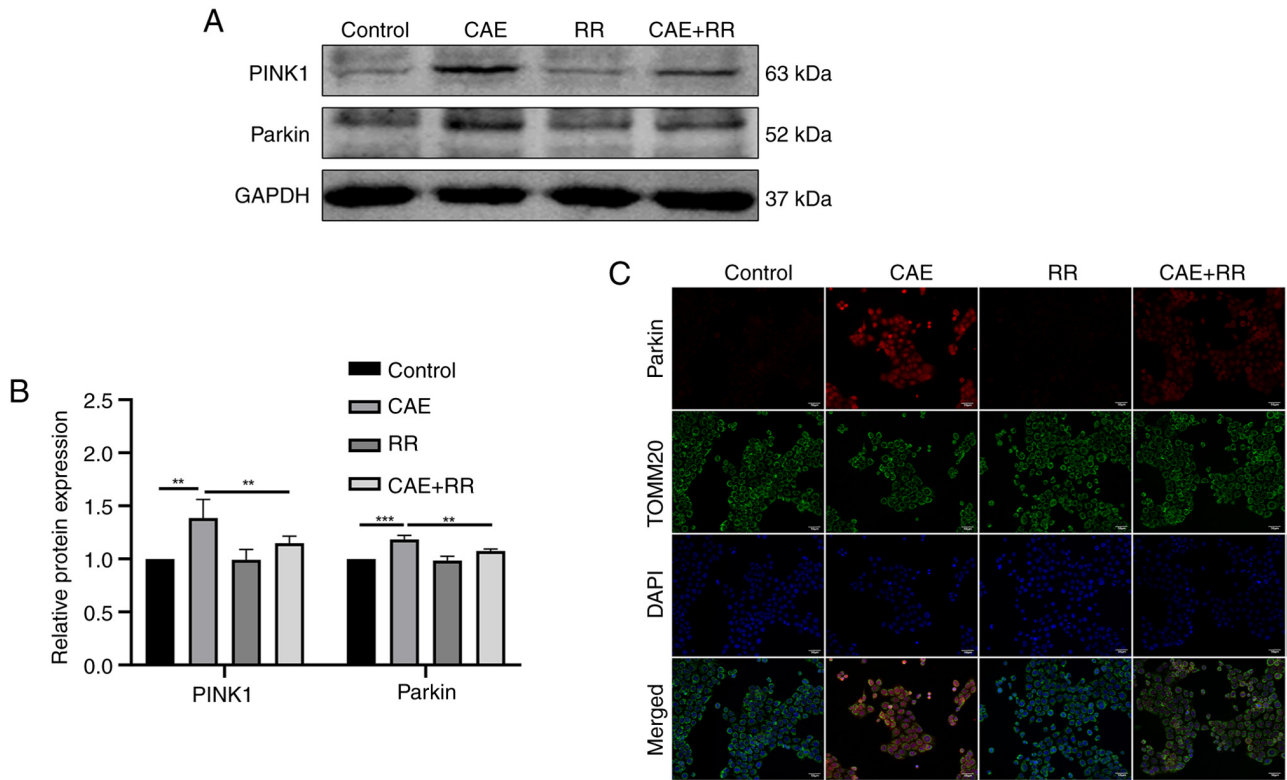 A
Control CAE RR CAE+RR
PINK1 63 kDa
Parkin 52 kDa
GAPDH 37 kDa
B
Control
CAE
RR
CAE+RR
Relative protein expression
2.5
2.0
1.5
1.0
0.5
0.0
** **
*** **
PINK1 Parkin
C
Control CAE RR CAE+RR
Parkin
TOMM20
DAPI
Merged